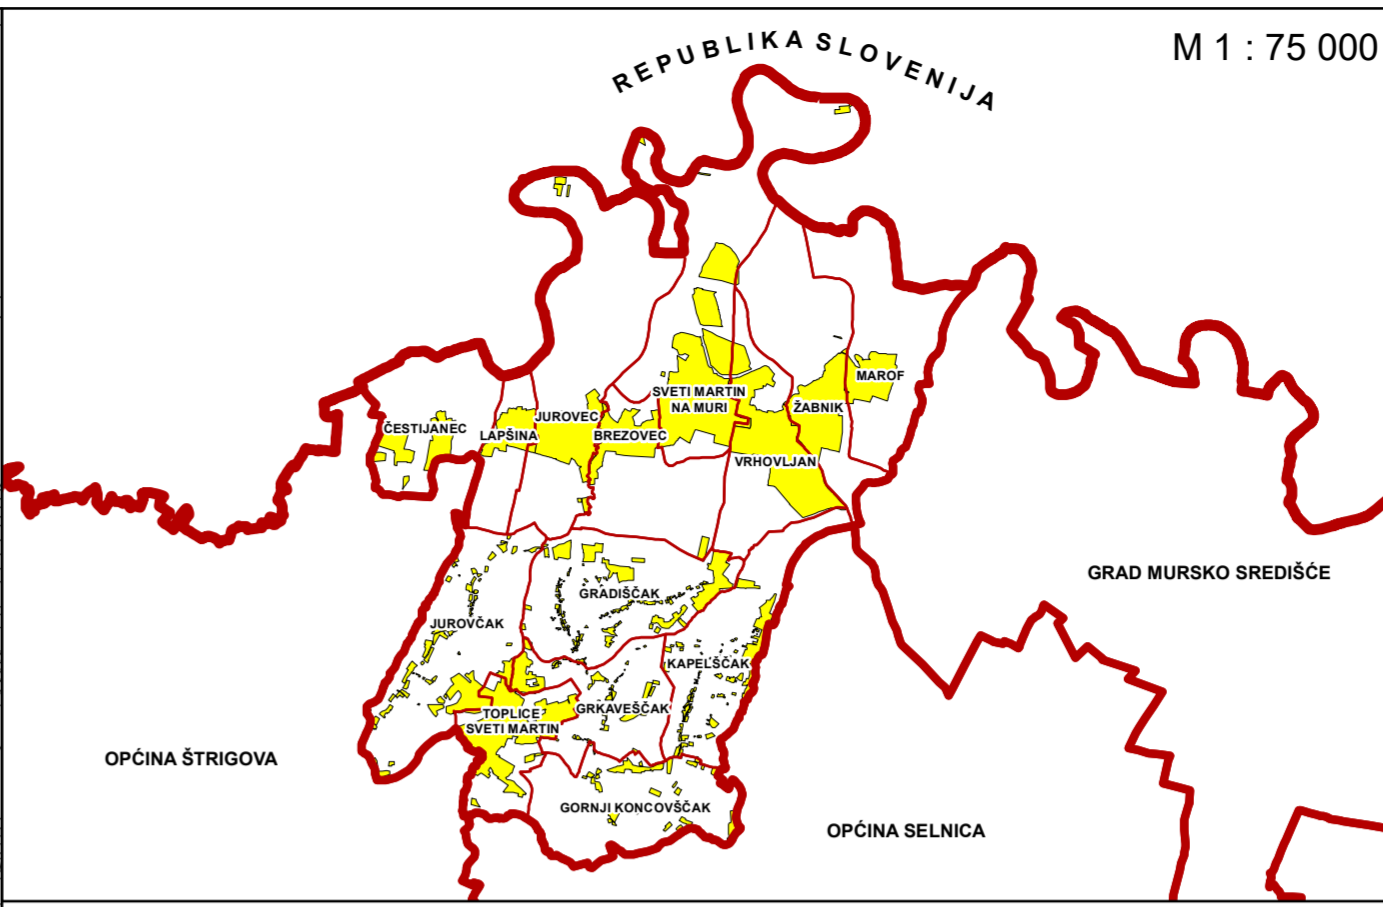 M 1 : 75 000
REPUBLIKA SLOVENIJA
MAROF
SVETI MARTIN
NA MURI
ŽABNIK
JUROVEC
ČESTIJANEC
LAPŠINA
BREZOVEC
VRHOVLJAN
GRAD MURSKO SREDIŠĆE
GRADIŠČAK
JUROVČAK
KAPELŠČAK
GRKAVEŠČAK
TOPLICE
SVETI MARTIN
OPĆINA ŠTRIGOVA
GORNJI KONCOVŠČAK
OPĆINA SELNICA